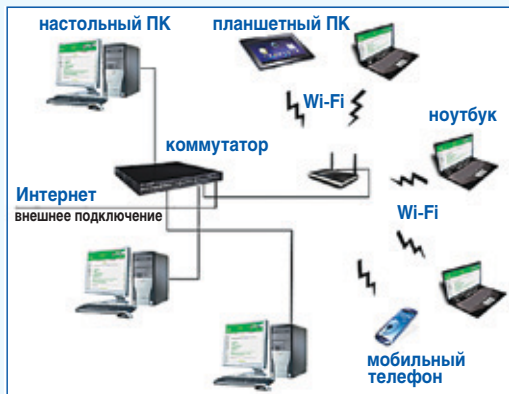 настольный ПК
планшетный ПК
Wi-Fi
ноутбук
коммутатор
Интернет
внешнее подключение
Wi-Fi
мобильный
телефон